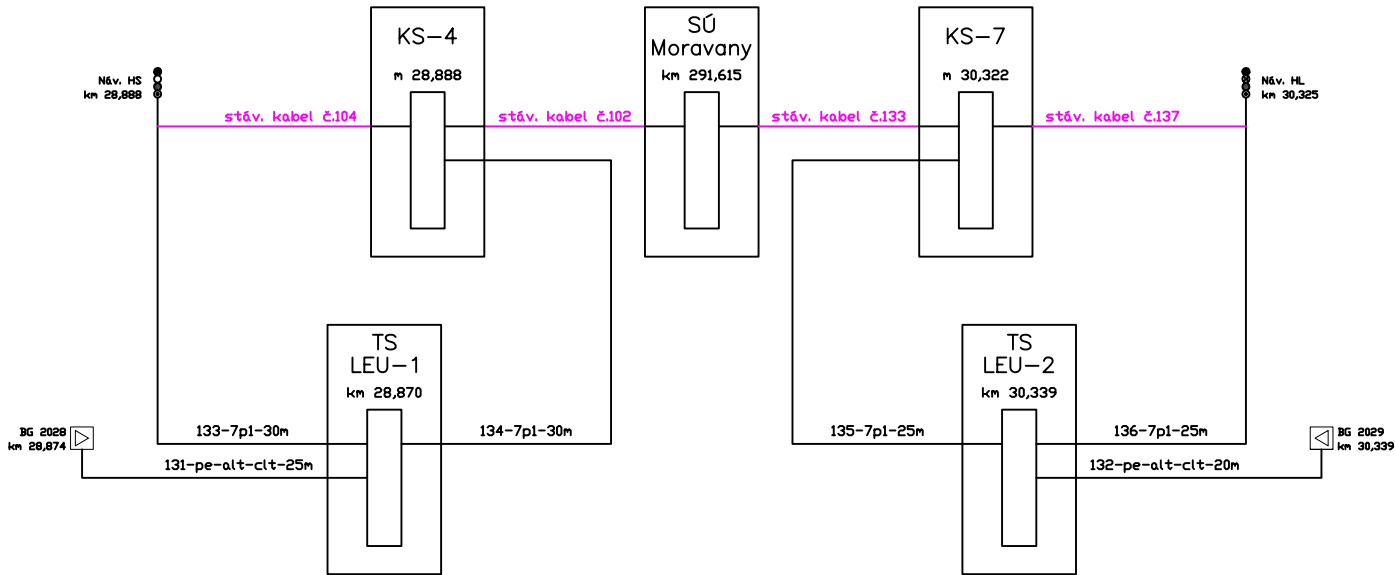 KS-4
m 28,888
SÚ
Moravany
km 291,615
KS-7
m 30,322
Náv. HS
km 28,888
Náv. HL
km 30,325
stáv. kabel č.104
stáv. kabel č.102
stáv. kabel č.133
stáv. kabel č.137
TS
LEU-1
km 28,870
TS
LEU-2
km 30,339
BG 2028
km 28,874
133-7p1-30m
134-7p1-30m
135-7p1-25m
136-7p1-25m
BG 2029
km 30,339
131-pe-alt-clt-25m
132-pe-alt-clt-20m